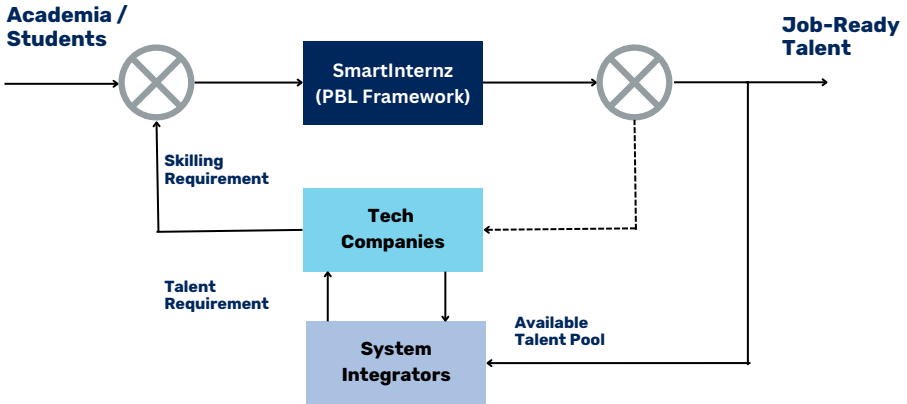 Academia /
Students
Job-Ready
Talent
SmartInternz
(PBL Framework)
Skilling
Requirement
Tech
Companies
Talent
Requirement
Available
Talent Pool
System
Integrators